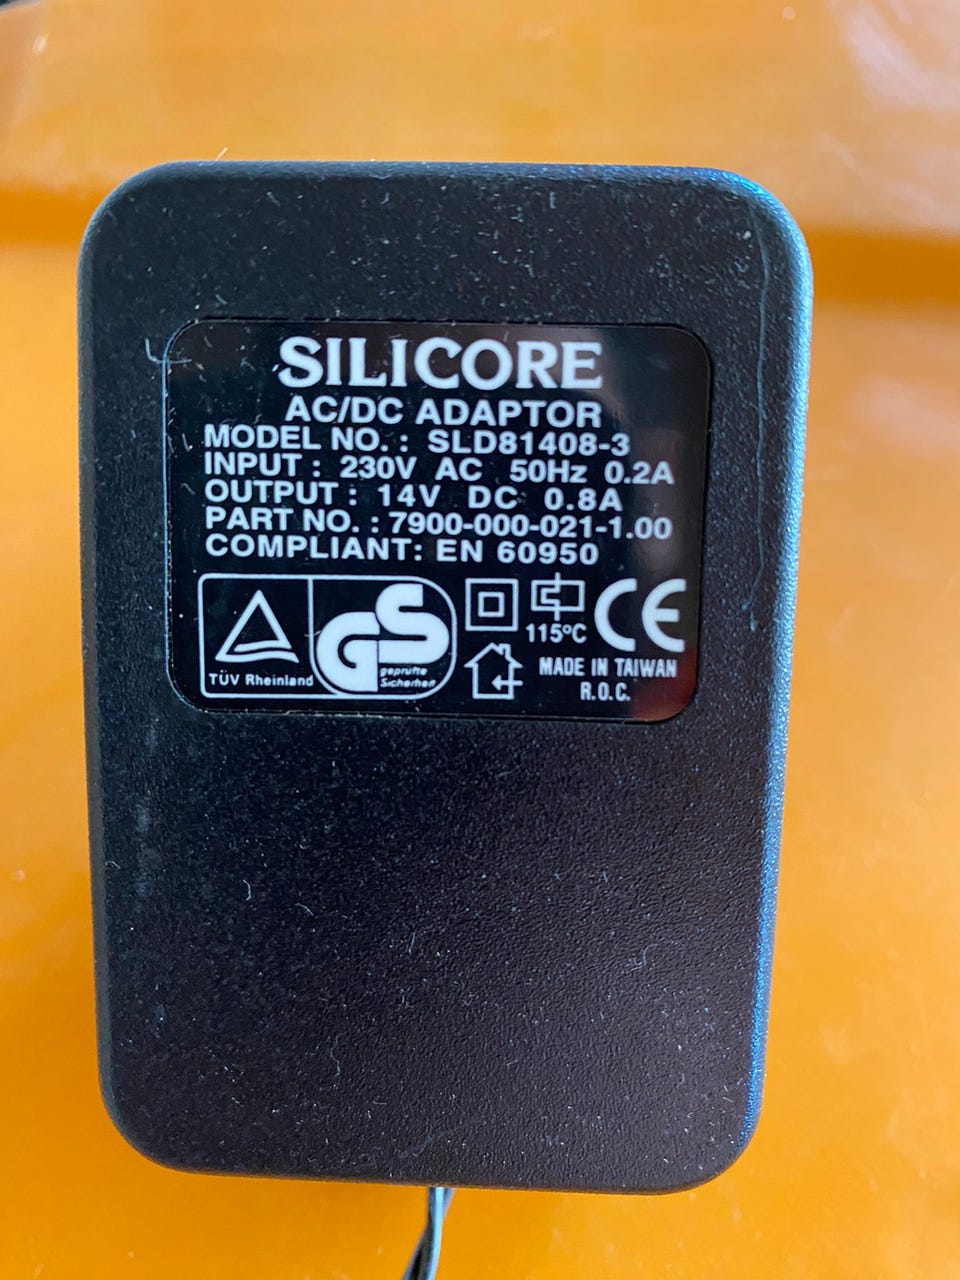 SILICORE
AC/DC ADAPTOR
MODEL NO. : SLD81408-3
INPUT : 230V AC 50Hz 0.2A
OUTPUT : 14V DC 0.8A
PART NO. : 7900-000-021-1.00
COMPLIANT: EN 60950
TÜV Rheinland
GS
geprüfte
Sicherheit
115°C
CE
MADE IN TAIWAN
R.O.C.